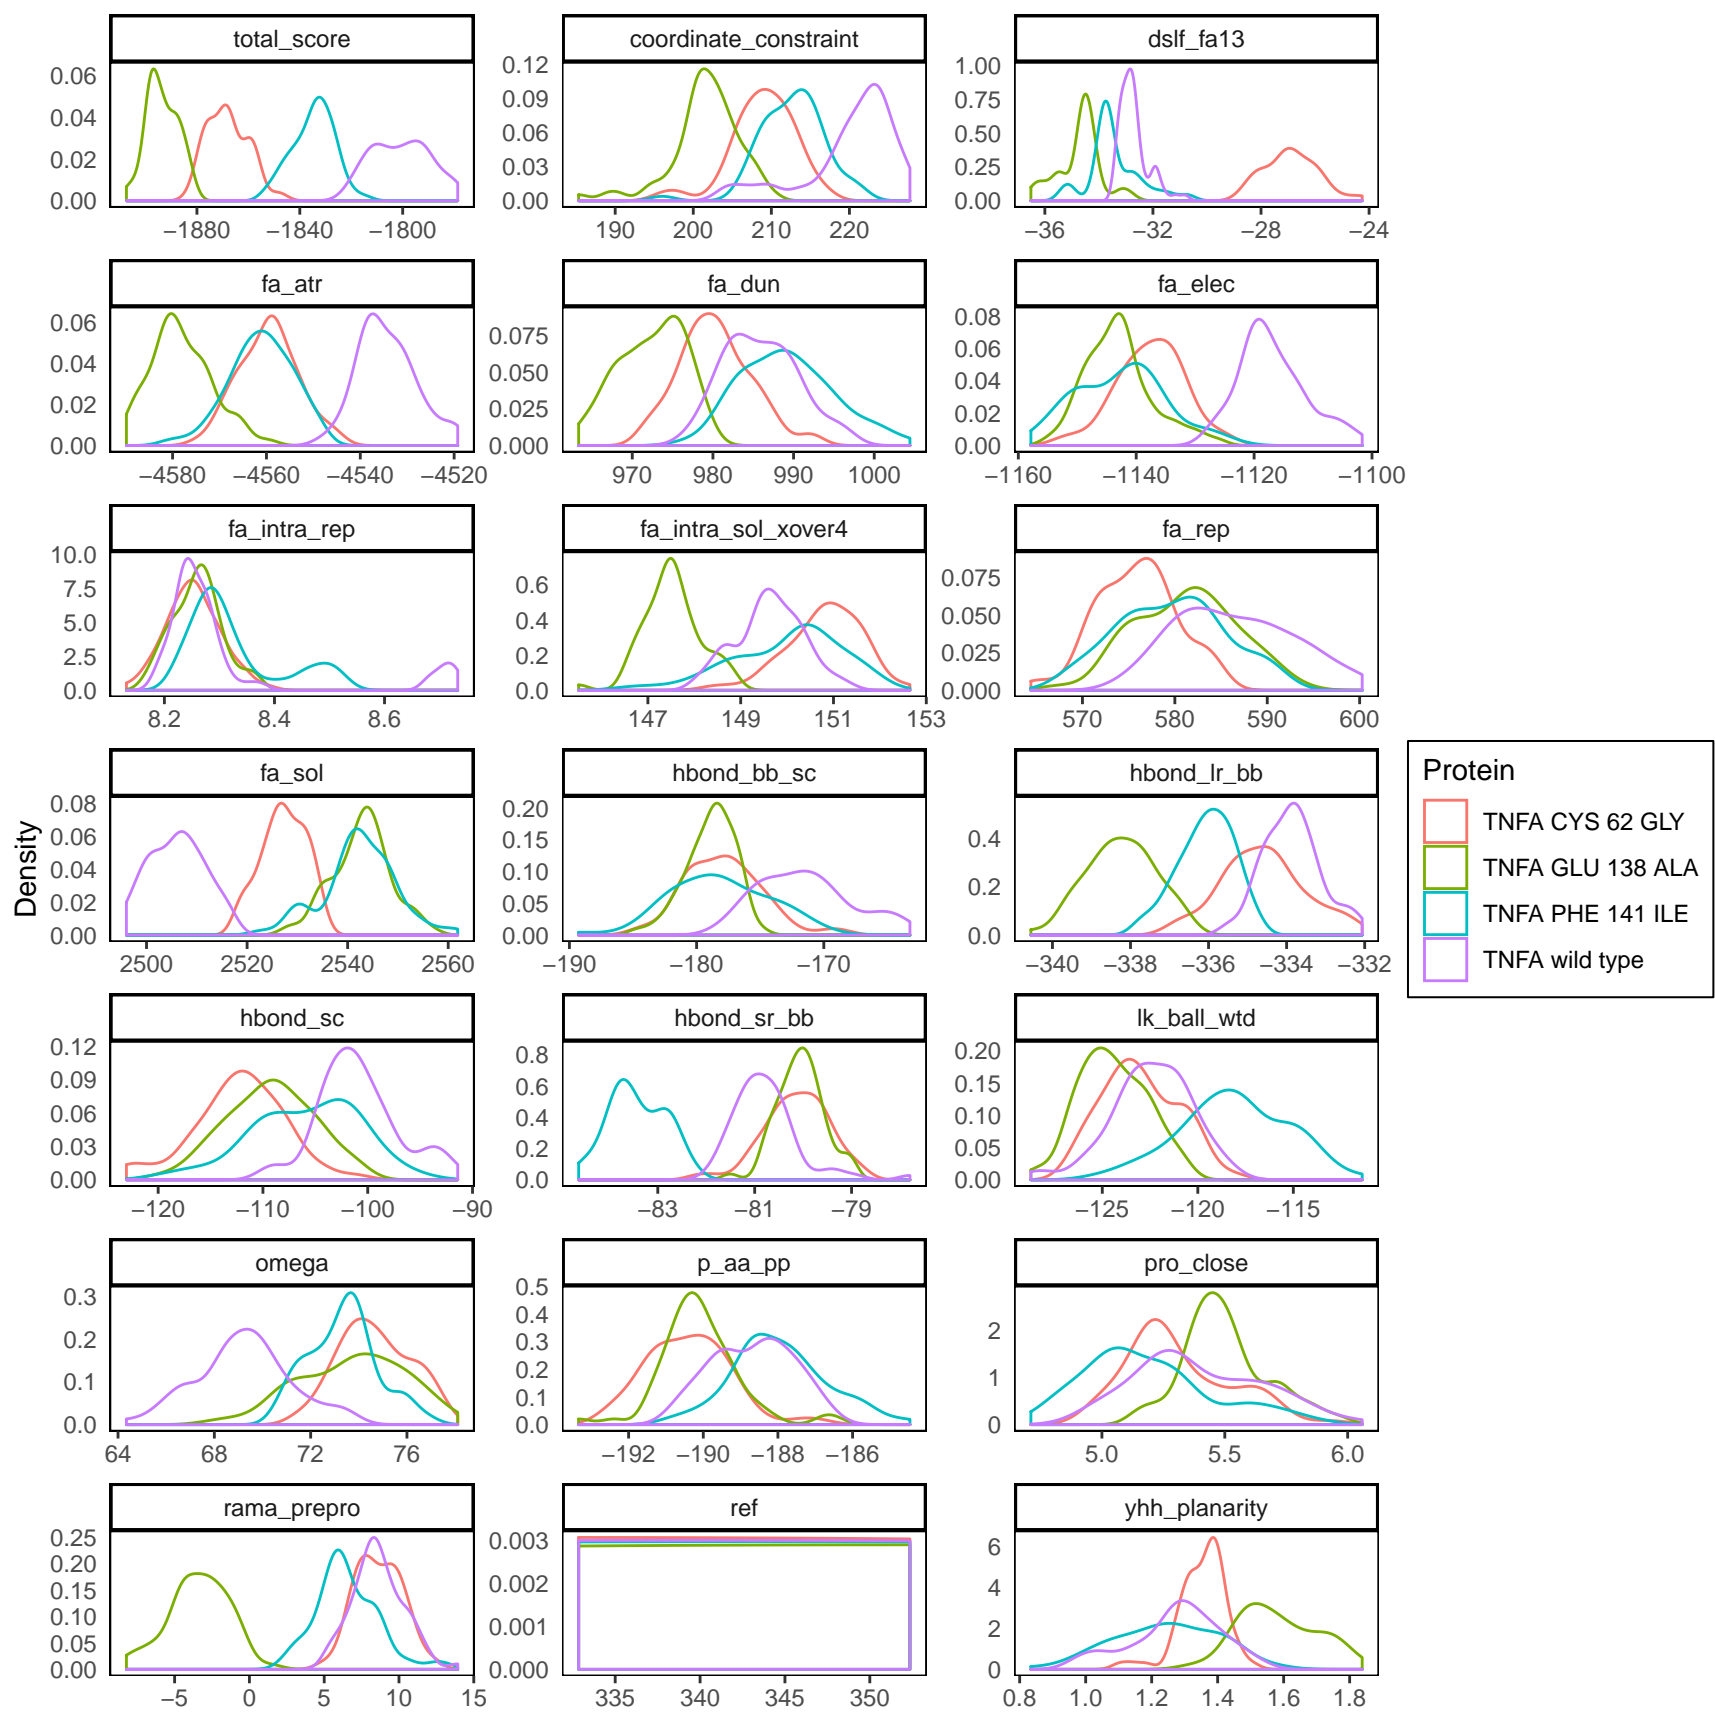 total_score
coordinate_constraint
dslf_fa13
0.06
0.04
0.02
0.00
−1880 −1840 −1800
0.12
0.09
0.06
0.03
0.00
190 200 210 220
1.00
0.75
0.50
0.25
0.00
−36 −32 −28 −24
fa_atr
fa_dun
fa_elec
0.06
0.04
0.02
0.00
−4580 −4560 −4540 −4520
0.075
0.050
0.025
0.000
970 980 990 1000
0.08
0.06
0.04
0.02
0.00
−1160 −1140 −1120 −1100
fa_intra_rep
fa_intra_sol_xover4
fa_rep
10.0
7.5
5.0
2.5
0.0
8.2 8.4 8.6
0.6
0.4
0.2
0.0
147 149 151 153
0.075
0.050
0.025
0.000
570 580 590 600
fa_sol
hbond_bb_sc
hbond_lr_bb
0.08
0.06
0.04
0.02
0.00
2500 2520 2540 2560
0.20
0.15
0.10
0.05
0.00
−190 −180 −170
0.4
0.2
0.0
−340 −338 −336 −334 −332
hbond_sc
hbond_sr_bb
lk_ball_wtd
0.12
0.09
0.06
0.03
0.00
−120 −110 −100 −90
0.8
0.6
0.4
0.2
0.0
−83 −81 −79
0.20
0.15
0.10
0.05
0.00
−125 −120 −115
omega
p_aa_pp
pro_close
0.3
0.2
0.1
0.0
64 68 72 76
0.5
0.4
0.3
0.2
0.1
0.0
−192 −190 −188 −186
2
1
0
5.0 5.5 6.0
rama_prepro
ref
yhh_planarity
0.25
0.20
0.15
0.10
0.05
0.00
−5 0 5 10 15
0.003
0.002
0.001
0.000
335 340 345 350
6
4
2
0
0.8 1.0 1.2 1.4 1.6 1.8
Density
Protein
TNFA CYS 62 GLY
TNFA GLU 138 ALA
TNFA PHE 141 ILE
TNFA wild type